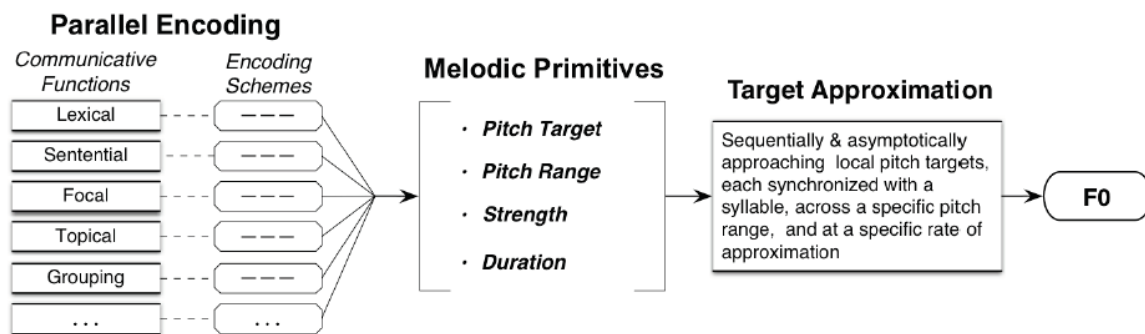 Parallel Encoding
Communicative
Functions
Encoding
Schemes
Lexical
— — —
Sentential
— — —
Focal
— — —
Topical
— — —
Grouping
— — —
...
...
Melodic Primitives
· Pitch Target
· Pitch Range
· Strength
· Duration
Target Approximation
Sequentially & asymptotically
approaching local pitch targets,
each synchronized with a
syllable, across a specific pitch
range, and at a specific rate of
approximation
F0